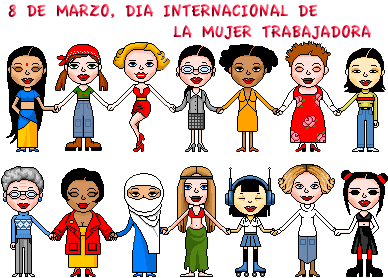 8 DE MARZO, DIA INTERNACIONAL DE
LA MUJER TRABAJADORA